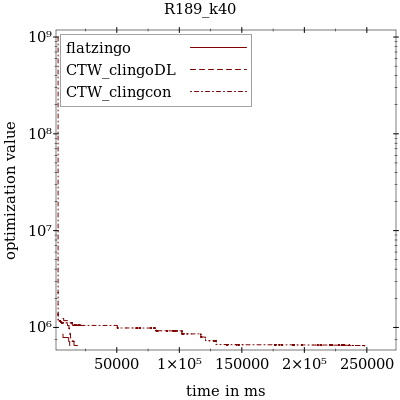 R189_k40
10⁹
flatzingo
CTW_clingoDL
CTW_clingcon
10⁸
optimization value
10⁷
10⁶
50000 1×10⁵ 150000 2×10⁵ 250000
time in ms